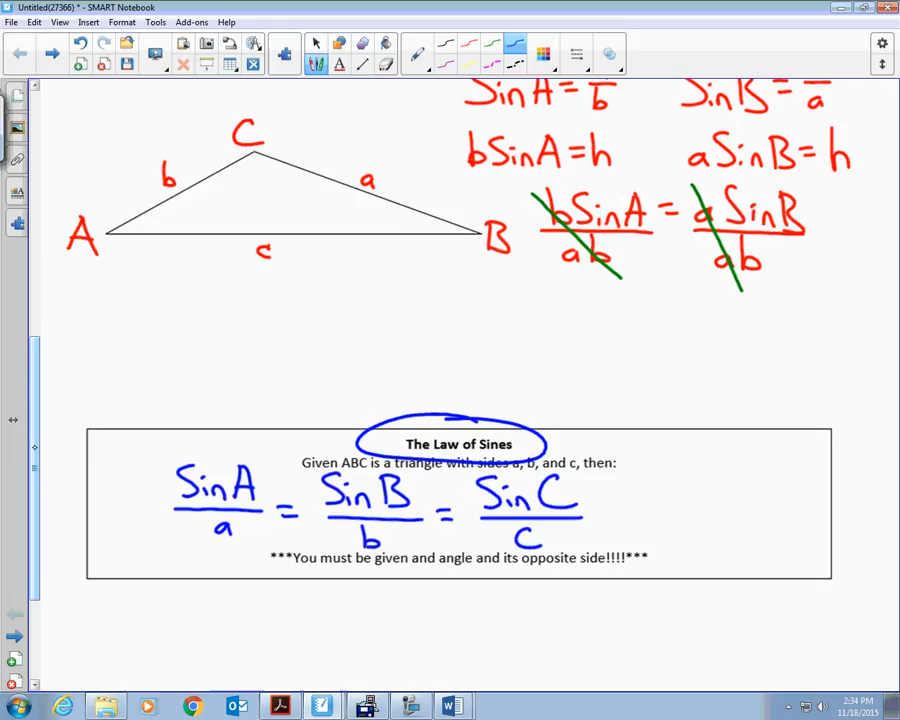 Untitled(27366) * - SMART Notebook
File Edit View Insert Format Tools Add-ons Help
SinA = /b SinB = /a
C
b a
A B
c
bSinA = h aSinB = h
bSinA/ab = aSinB/ab
The Law of Sines
Given ABC is a triangle with sides a, b, and c, then:
SinA/a = SinB/b = SinC/c
***You must be given and angle and its opposite side!!!!***
2:34 PM
11/18/2015